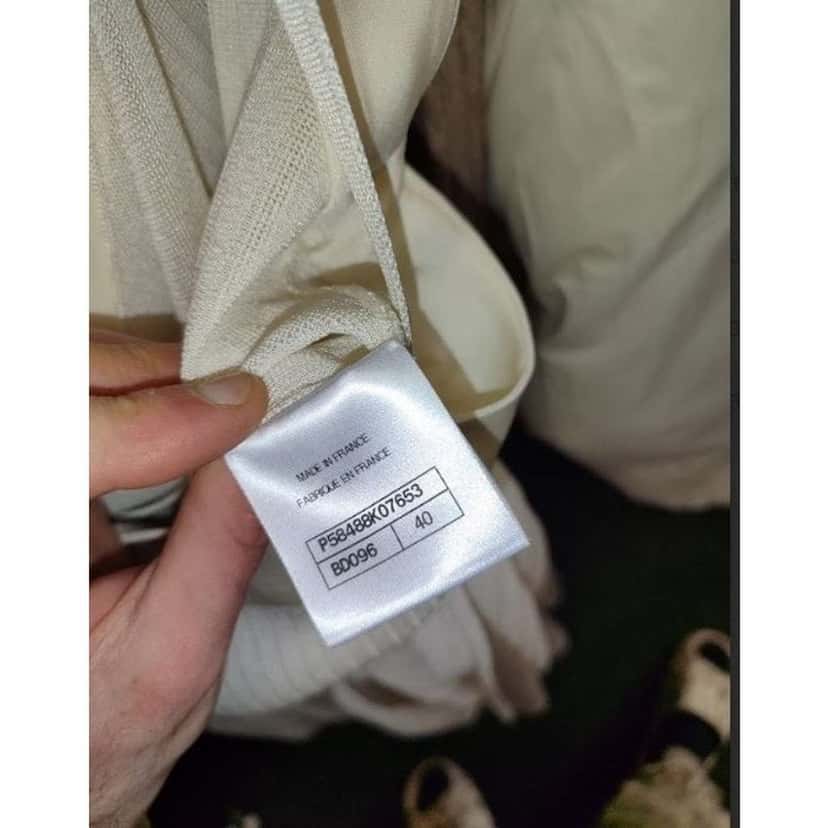 MADE IN FRANCE
FABRIQUE EN FRANCE
P58488K07653
BD096 40